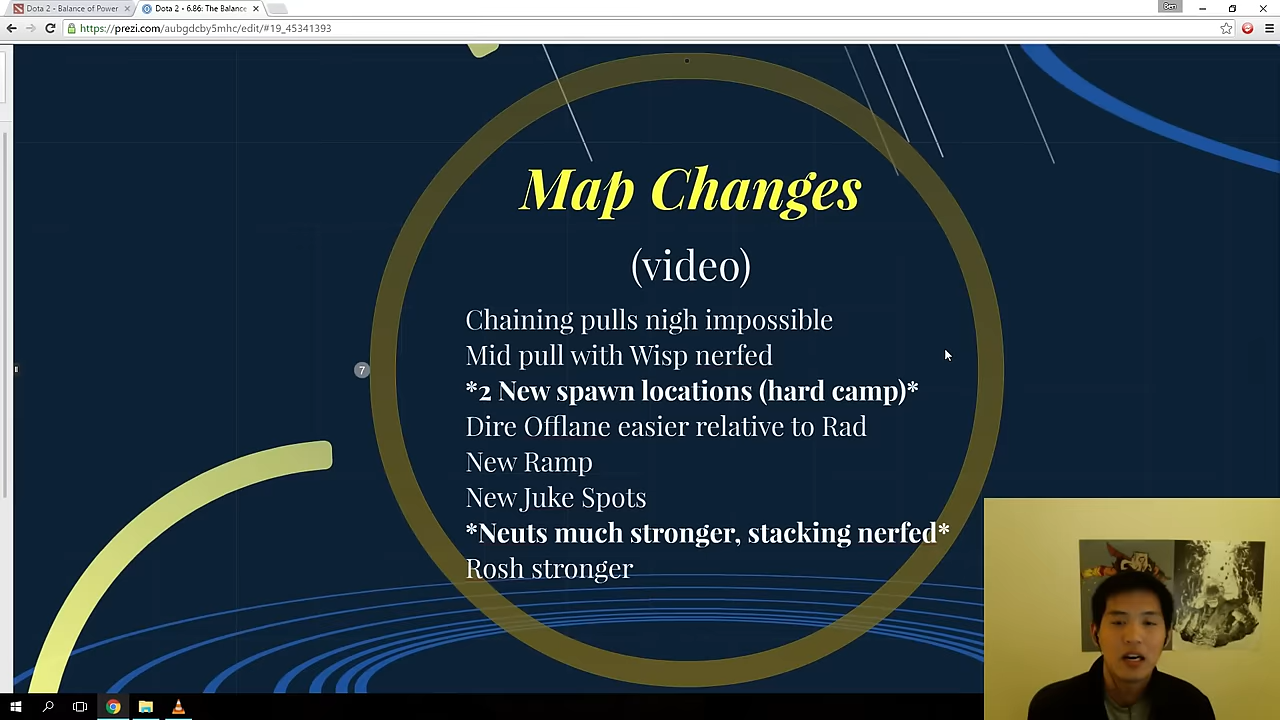 Dota 2 - Balance of Power
Dota 2 • 6.86: The Balance
Ben
https://prezi.com/aubgdcby5mhc/edit/#19_45341393
Map Changes
(video)
Chaining pulls nigh impossible
Mid pull with Wisp nerfed
*2 New spawn locations (hard camp)*
7
Dire Offlane easier relative to Rad
New Ramp
New Juke Spots
*Neuts much stronger, stacking nerfed*
Rosh stronger